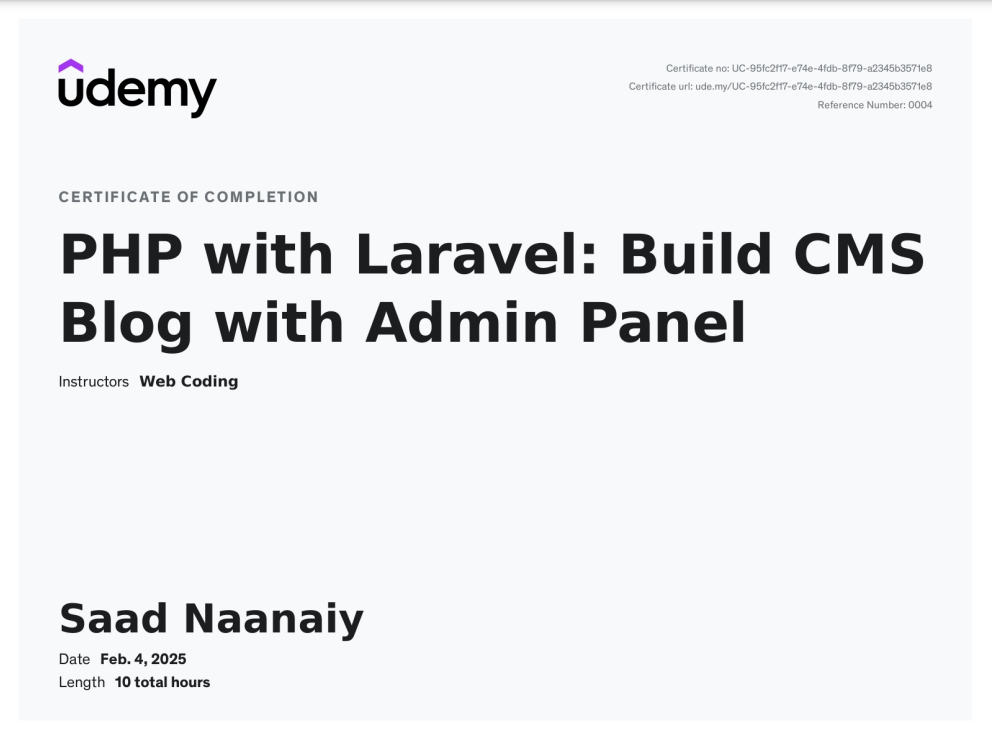 udemy
Certificate no: UC-95fc2f17-e74e-4fdb-8f79-a2345b3571e8
Certificate url: ude.my/UC-95fc2f17-e74e-4fdb-8f79-a2345b3571e8
Reference Number: 0004
CERTIFICATE OF COMPLETION
PHP with Laravel: Build CMS
Blog with Admin Panel
Instructors Web Coding
Saad Naanaiy
Date Feb. 4, 2025
Length 10 total hours